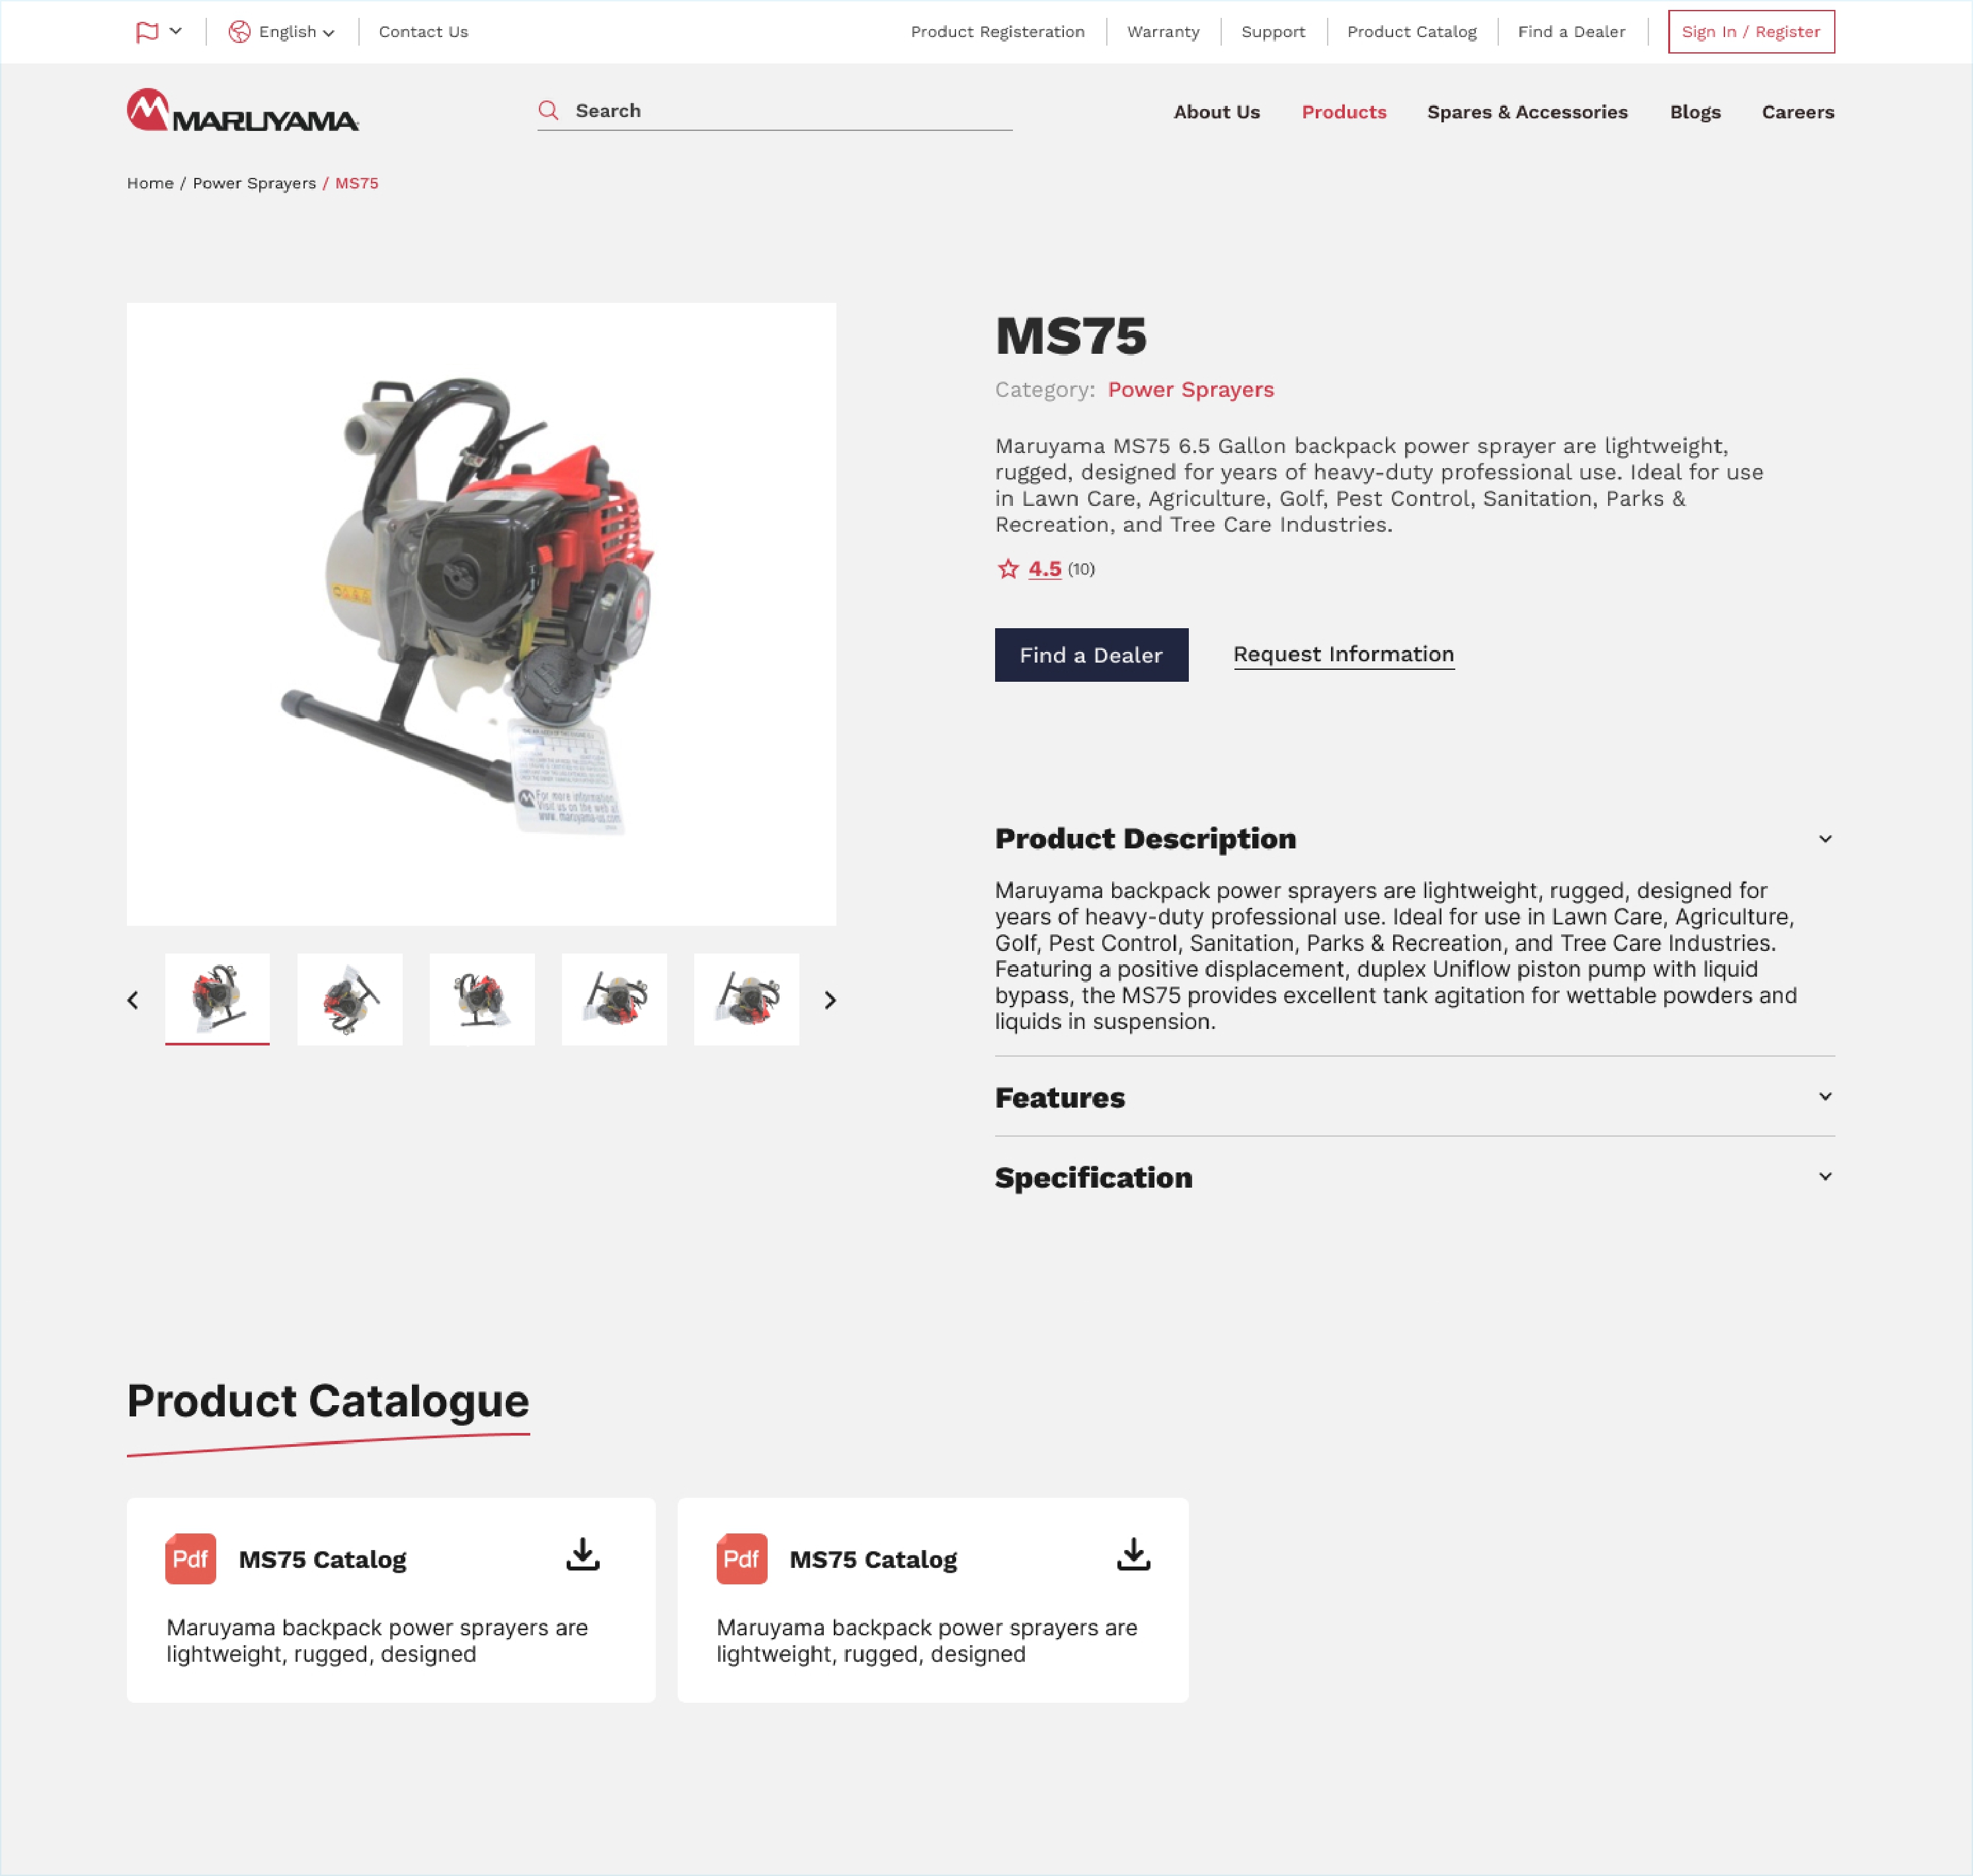 English
Contact Us
Product Registeration
Warranty
Support
Product Catalog
Find a Dealer
Sign In / Register
MARUYAMA
Search
About Us
Products
Spares & Accessories
Blogs
Careers
Home / Power Sprayers / MS75
MS75
Category: Power Sprayers
Maruyama MS75 6.5 Gallon backpack power sprayer are lightweight,
rugged, designed for years of heavy-duty professional use. Ideal for use
in Lawn Care, Agriculture, Golf, Pest Control, Sanitation, Parks &
Recreation, and Tree Care Industries.
4.5 (10)
Find a Dealer
Request Information
For more information
Visit us on the web at
www.maruyama-us.com
Product Description
Maruyama backpack power sprayers are lightweight, rugged, designed for
years of heavy-duty professional use. Ideal for use in Lawn Care, Agriculture,
Golf, Pest Control, Sanitation, Parks & Recreation, and Tree Care Industries.
Featuring a positive displacement, duplex Uniflow piston pump with liquid
bypass, the MS75 provides excellent tank agitation for wettable powders and
liquids in suspension.
Features
Specification
Product Catalogue
Pdf
MS75 Catalog
Maruyama backpack power sprayers are
lightweight, rugged, designed
Pdf
MS75 Catalog
Maruyama backpack power sprayers are
lightweight, rugged, designed